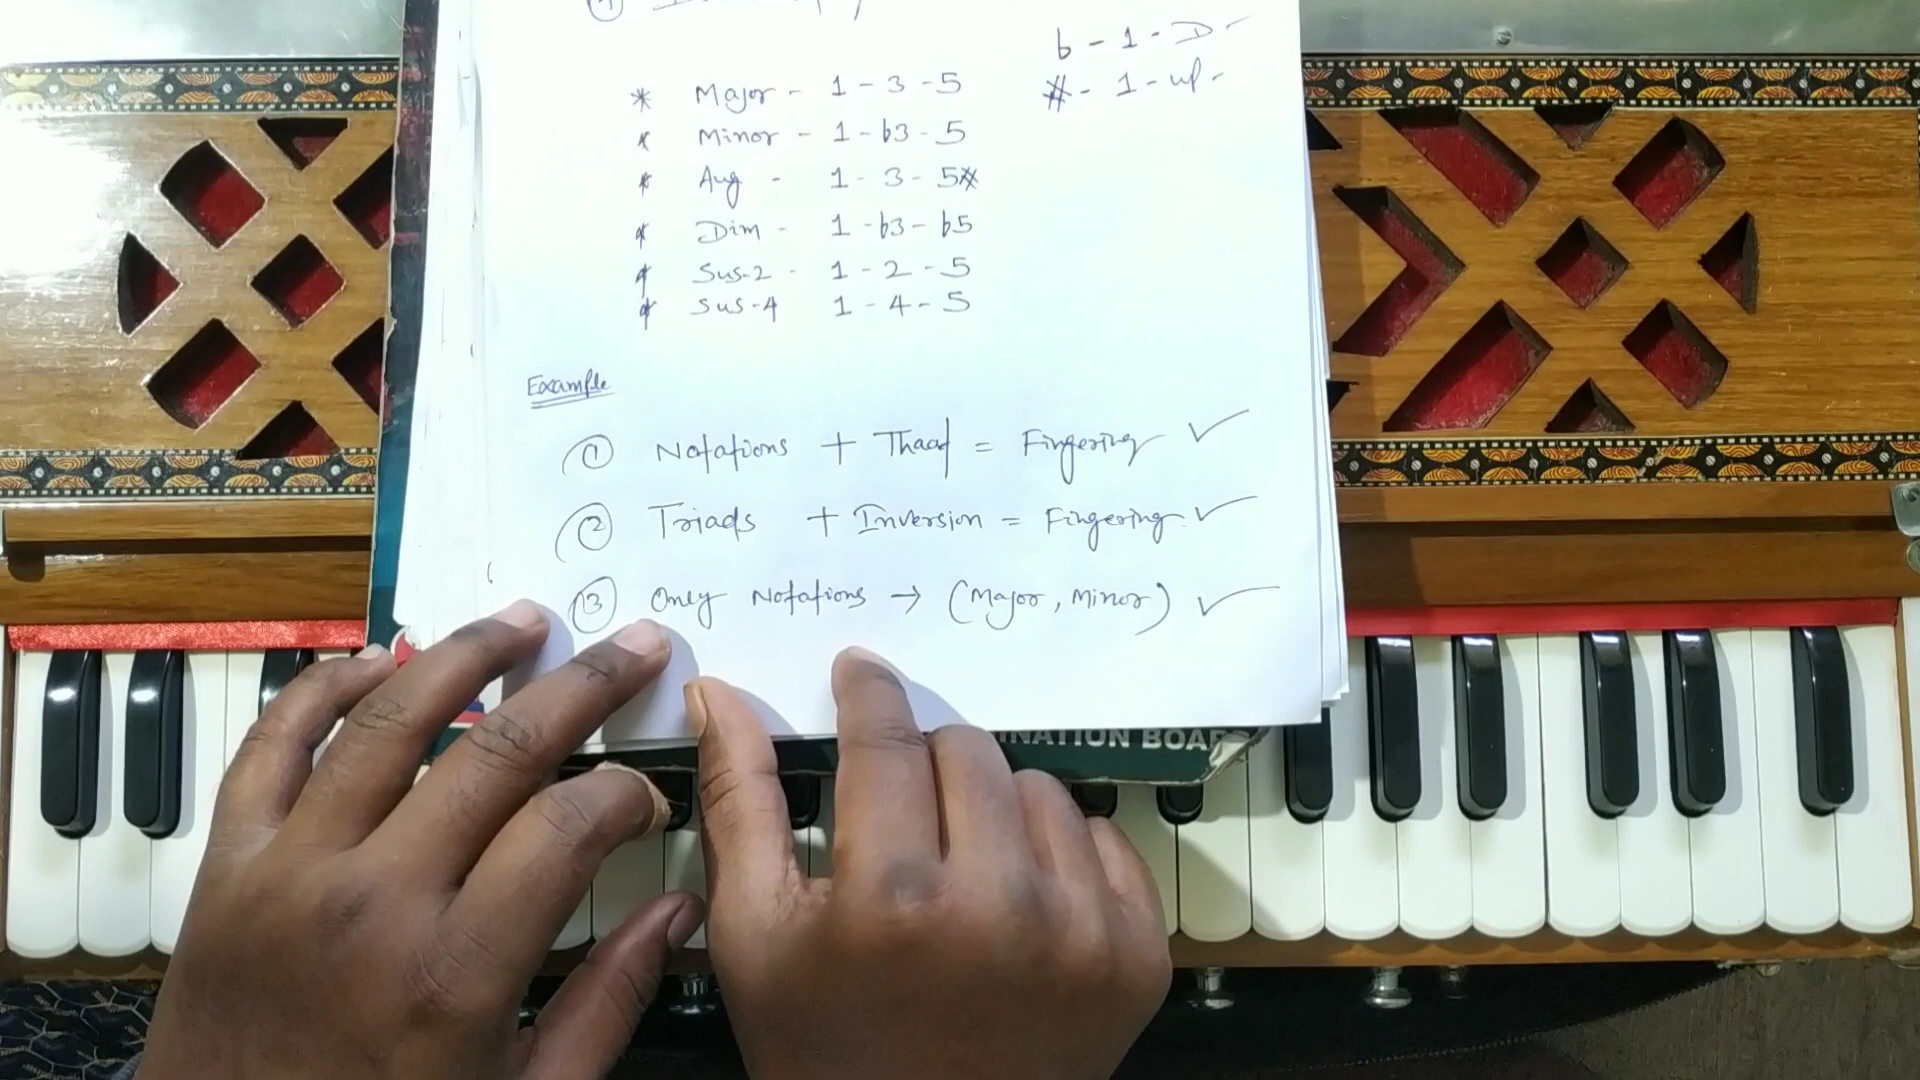 b - 1 - D -
# - 1 - up -
* Major - 1 - 3 - 5
* Minor - 1 - b3 - 5
* Aug - 1 - 3 - 5#
* Dim - 1 - b3 - b5
* Sus-2 - 1 - 2 - 5
* Sus-4 1 - 4 - 5
Example
① Notations + Thaat = Fingering ✓
② Triads + Inversion = Fingering ✓
③ Only Notations → (Major, Minor) ✓
INATION BOARD